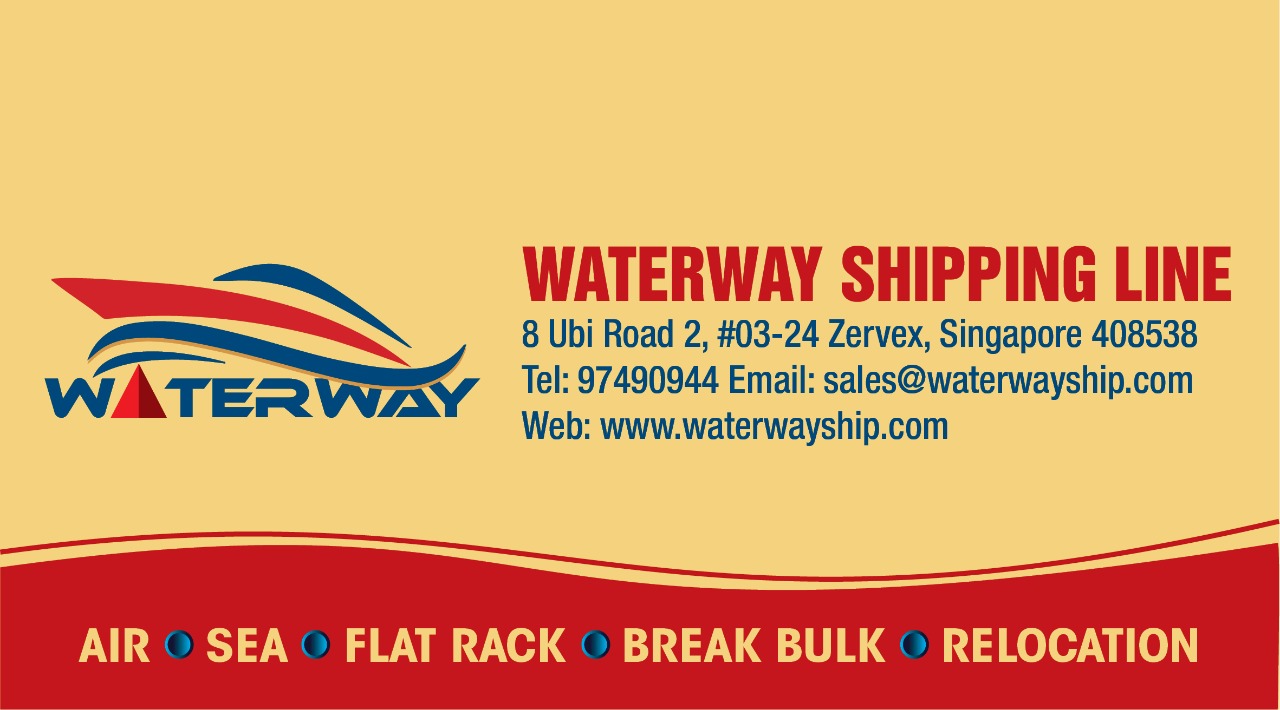 WATERWAY
WATERWAY SHIPPING LINE
8 Ubi Road 2, #03-24 Zervex, Singapore 408538
Tel: 97490944 Email: sales@waterwayship.com
Web: www.waterwayship.com
AIR SEA FLAT RACK BREAK BULK RELOCATION